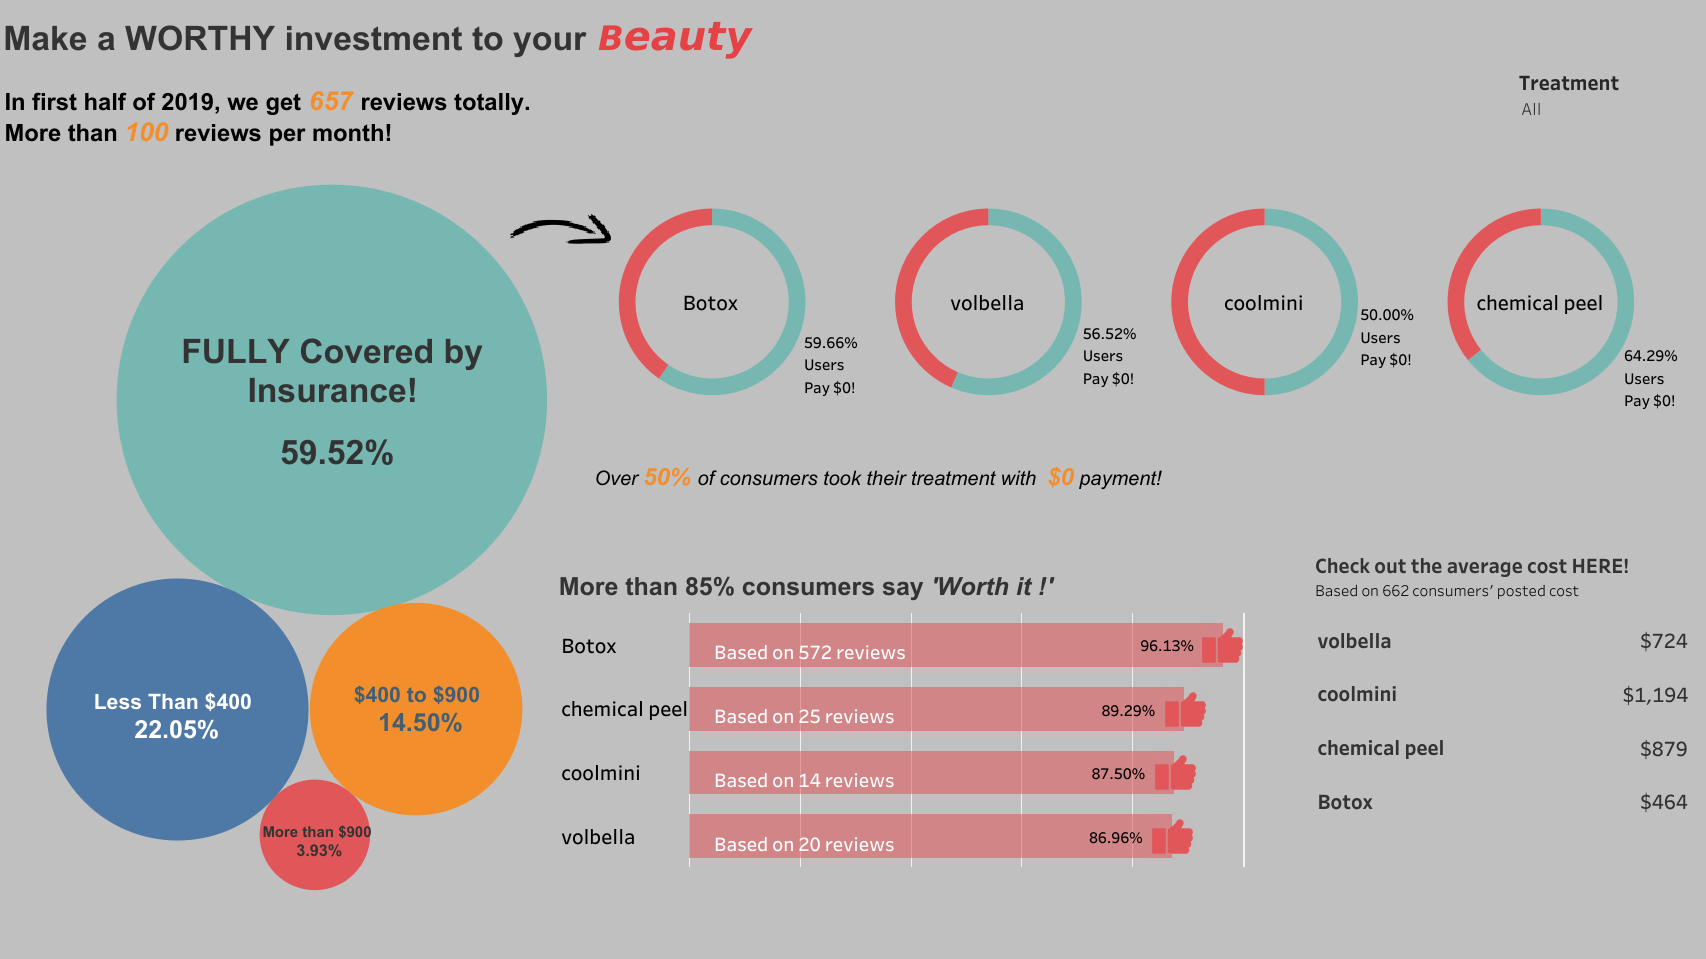 Make a WORTHY investment to your Beauty
In first half of 2019, we get 657 reviews totally.
More than 100 reviews per month!
Treatment
All
FULLY Covered by
Insurance!
59.52%
Less Than $400
22.05%
$400 to $900
14.50%
More than $900
3.93%
Botox
59.66%
Users
Pay $0!
volbella
56.52%
Users
Pay $0!
coolmini
50.00%
Users
Pay $0!
chemical peel
64.29%
Users
Pay $0!
Over 50% of consumers took their treatment with $0 payment!
More than 85% consumers say 'Worth it !'
Botox Based on 572 reviews 96.13%
chemical peel Based on 25 reviews 89.29%
coolmini Based on 14 reviews 87.50%
volbella Based on 20 reviews 86.96%
Check out the average cost HERE!
Based on 662 consumers' posted cost
volbella $724
coolmini $1,194
chemical peel $879
Botox $464